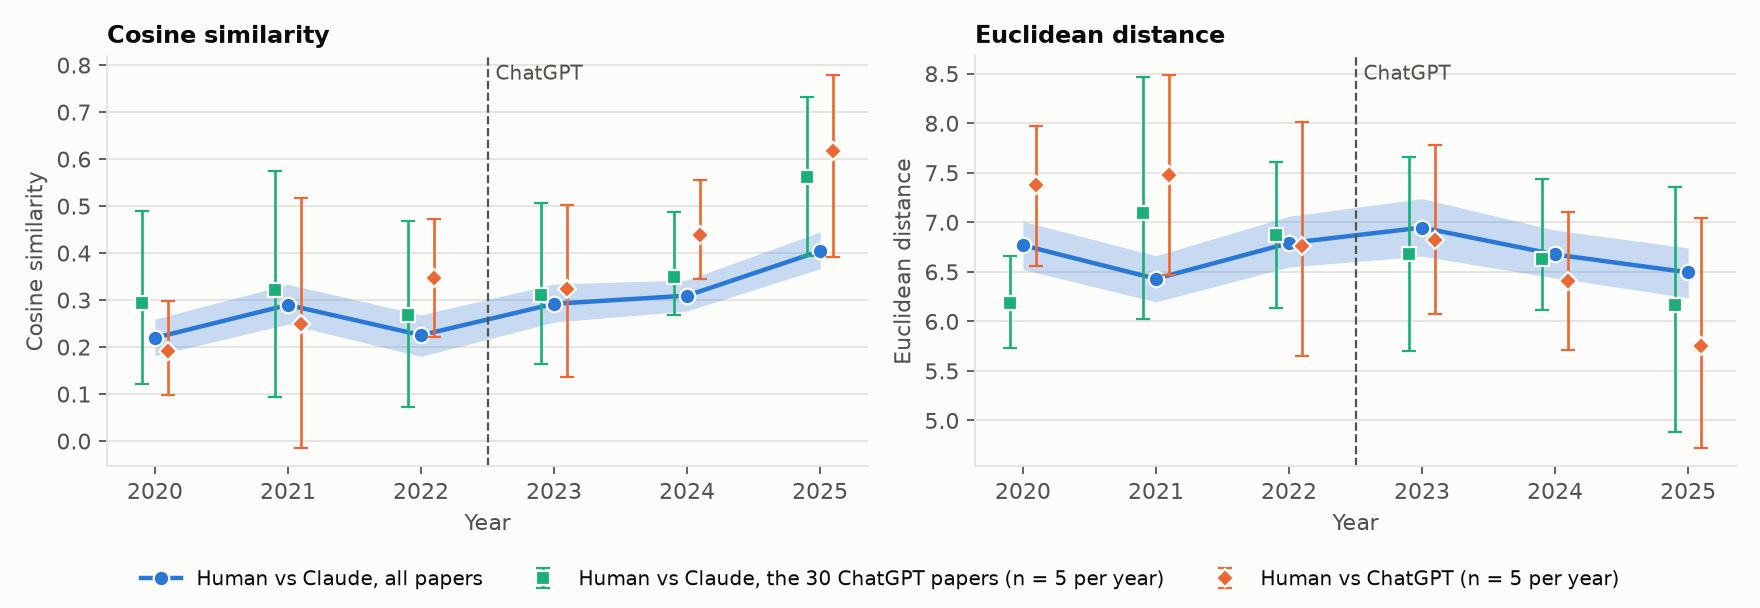 Cosine similarity
Cosine similarity
0.8
0.7
0.6
0.5
0.4
0.3
0.2
0.1
0.0
ChatGPT
2020 2021 2022 2023 2024 2025
Year
Euclidean distance
Euclidean distance
8.5
8.0
7.5
7.0
6.5
6.0
5.5
5.0
ChatGPT
2020 2021 2022 2023 2024 2025
Year
Human vs Claude, all papers
Human vs Claude, the 30 ChatGPT papers (n = 5 per year)
Human vs ChatGPT (n = 5 per year)